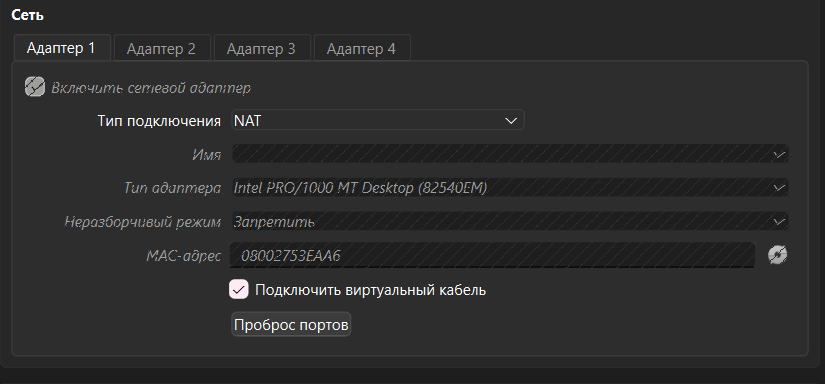 Сеть
Адаптер 1 Адаптер 2 Адаптер 3 Адаптер 4
Включить сетевой адаптер
Тип подключения NAT
Имя
Тип адаптера Intel PRO/1000 MT Desktop (82540EM)
Неразборчивый режим Запретить
MAC-адрес 08002753EAA6
Подключить виртуальный кабель
Проброс портов